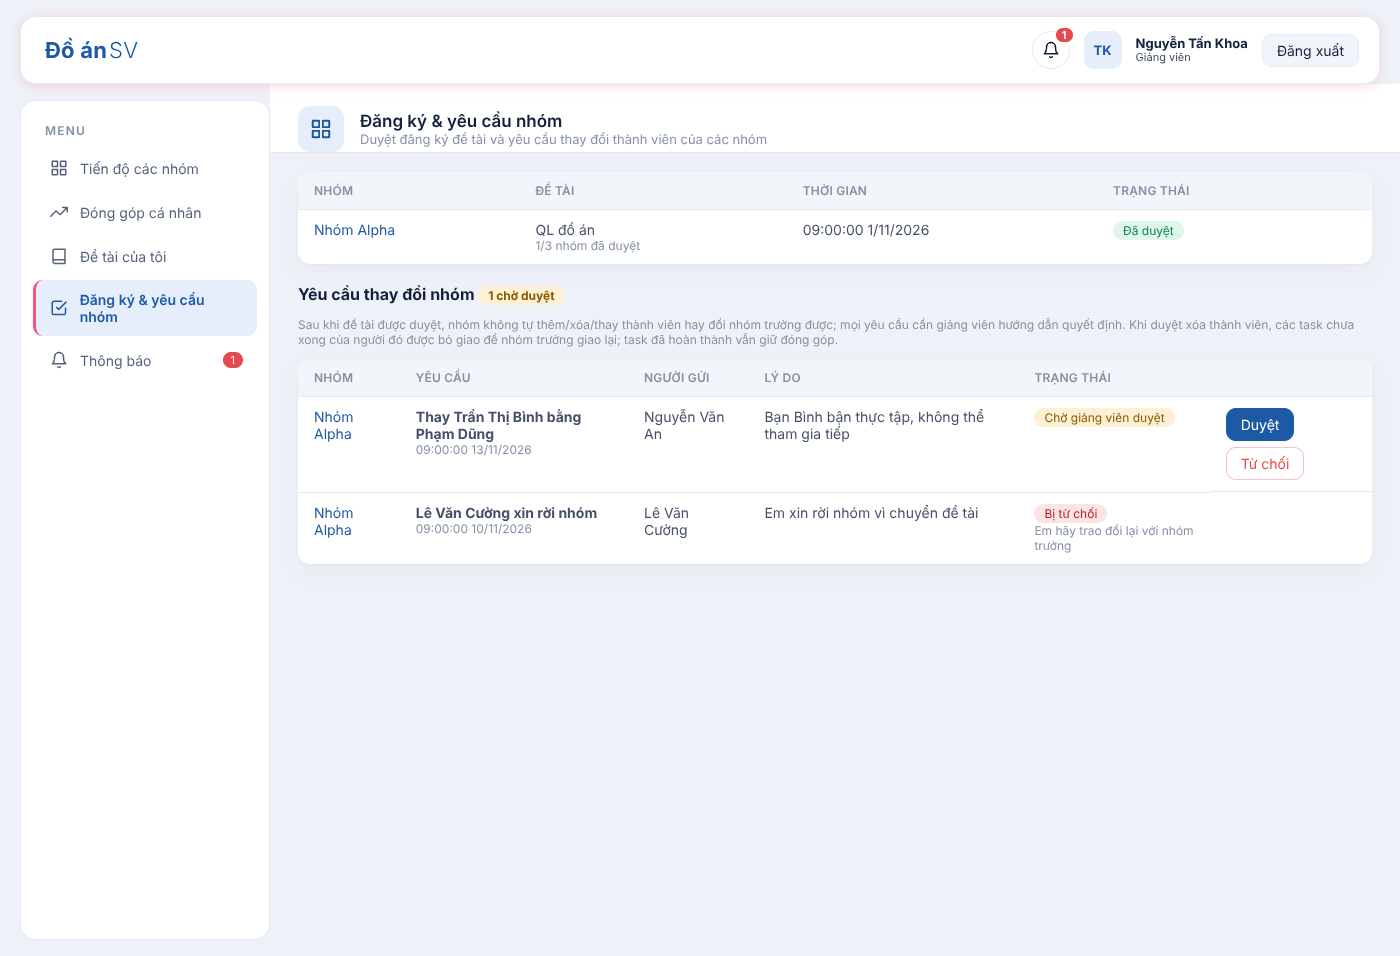 Đồ án SV
1
TK
Nguyễn Tấn Khoa
Giảng viên
Đăng xuất
MENU
Tiến độ các nhóm
Đóng góp cá nhân
Đề tài của tôi
Đăng ký & yêu cầu
nhóm
Thông báo
1
Đăng ký & yêu cầu nhóm
Duyệt đăng ký đề tài và yêu cầu thay đổi thành viên của các nhóm
NHÓM ĐỀ TÀI THỜI GIAN TRẠNG THÁI
Nhóm Alpha QL đồ án 09:00:00 1/11/2026 Đã duyệt
1/3 nhóm đã duyệt
Yêu cầu thay đổi nhóm 1 chờ duyệt
Sau khi đề tài được duyệt, nhóm không tự thêm/xóa/thay thành viên hay đổi nhóm trưởng được; mọi yêu cầu cần giảng viên hướng dẫn quyết định. Khi duyệt xóa thành viên, các task chưa
xong của người đó được bỏ giao để nhóm trưởng giao lại; task đã hoàn thành vẫn giữ đóng góp.
NHÓM YÊU CẦU NGƯỜI GỬI LÝ DO TRẠNG THÁI
Nhóm Thay Trần Thị Bình bằng Nguyễn Văn Bạn Bình bận thực tập, không thể Chờ giảng viên duyệt Duyệt
Alpha Phạm Dũng An tham gia tiếp
09:00:00 13/11/2026
Từ chối
Nhóm Lê Văn Cường xin rời nhóm Lê Văn Em xin rời nhóm vì chuyển đề tài Bị từ chối
Alpha 09:00:00 10/11/2026 Cường Em hãy trao đổi lại với nhóm
trưởng